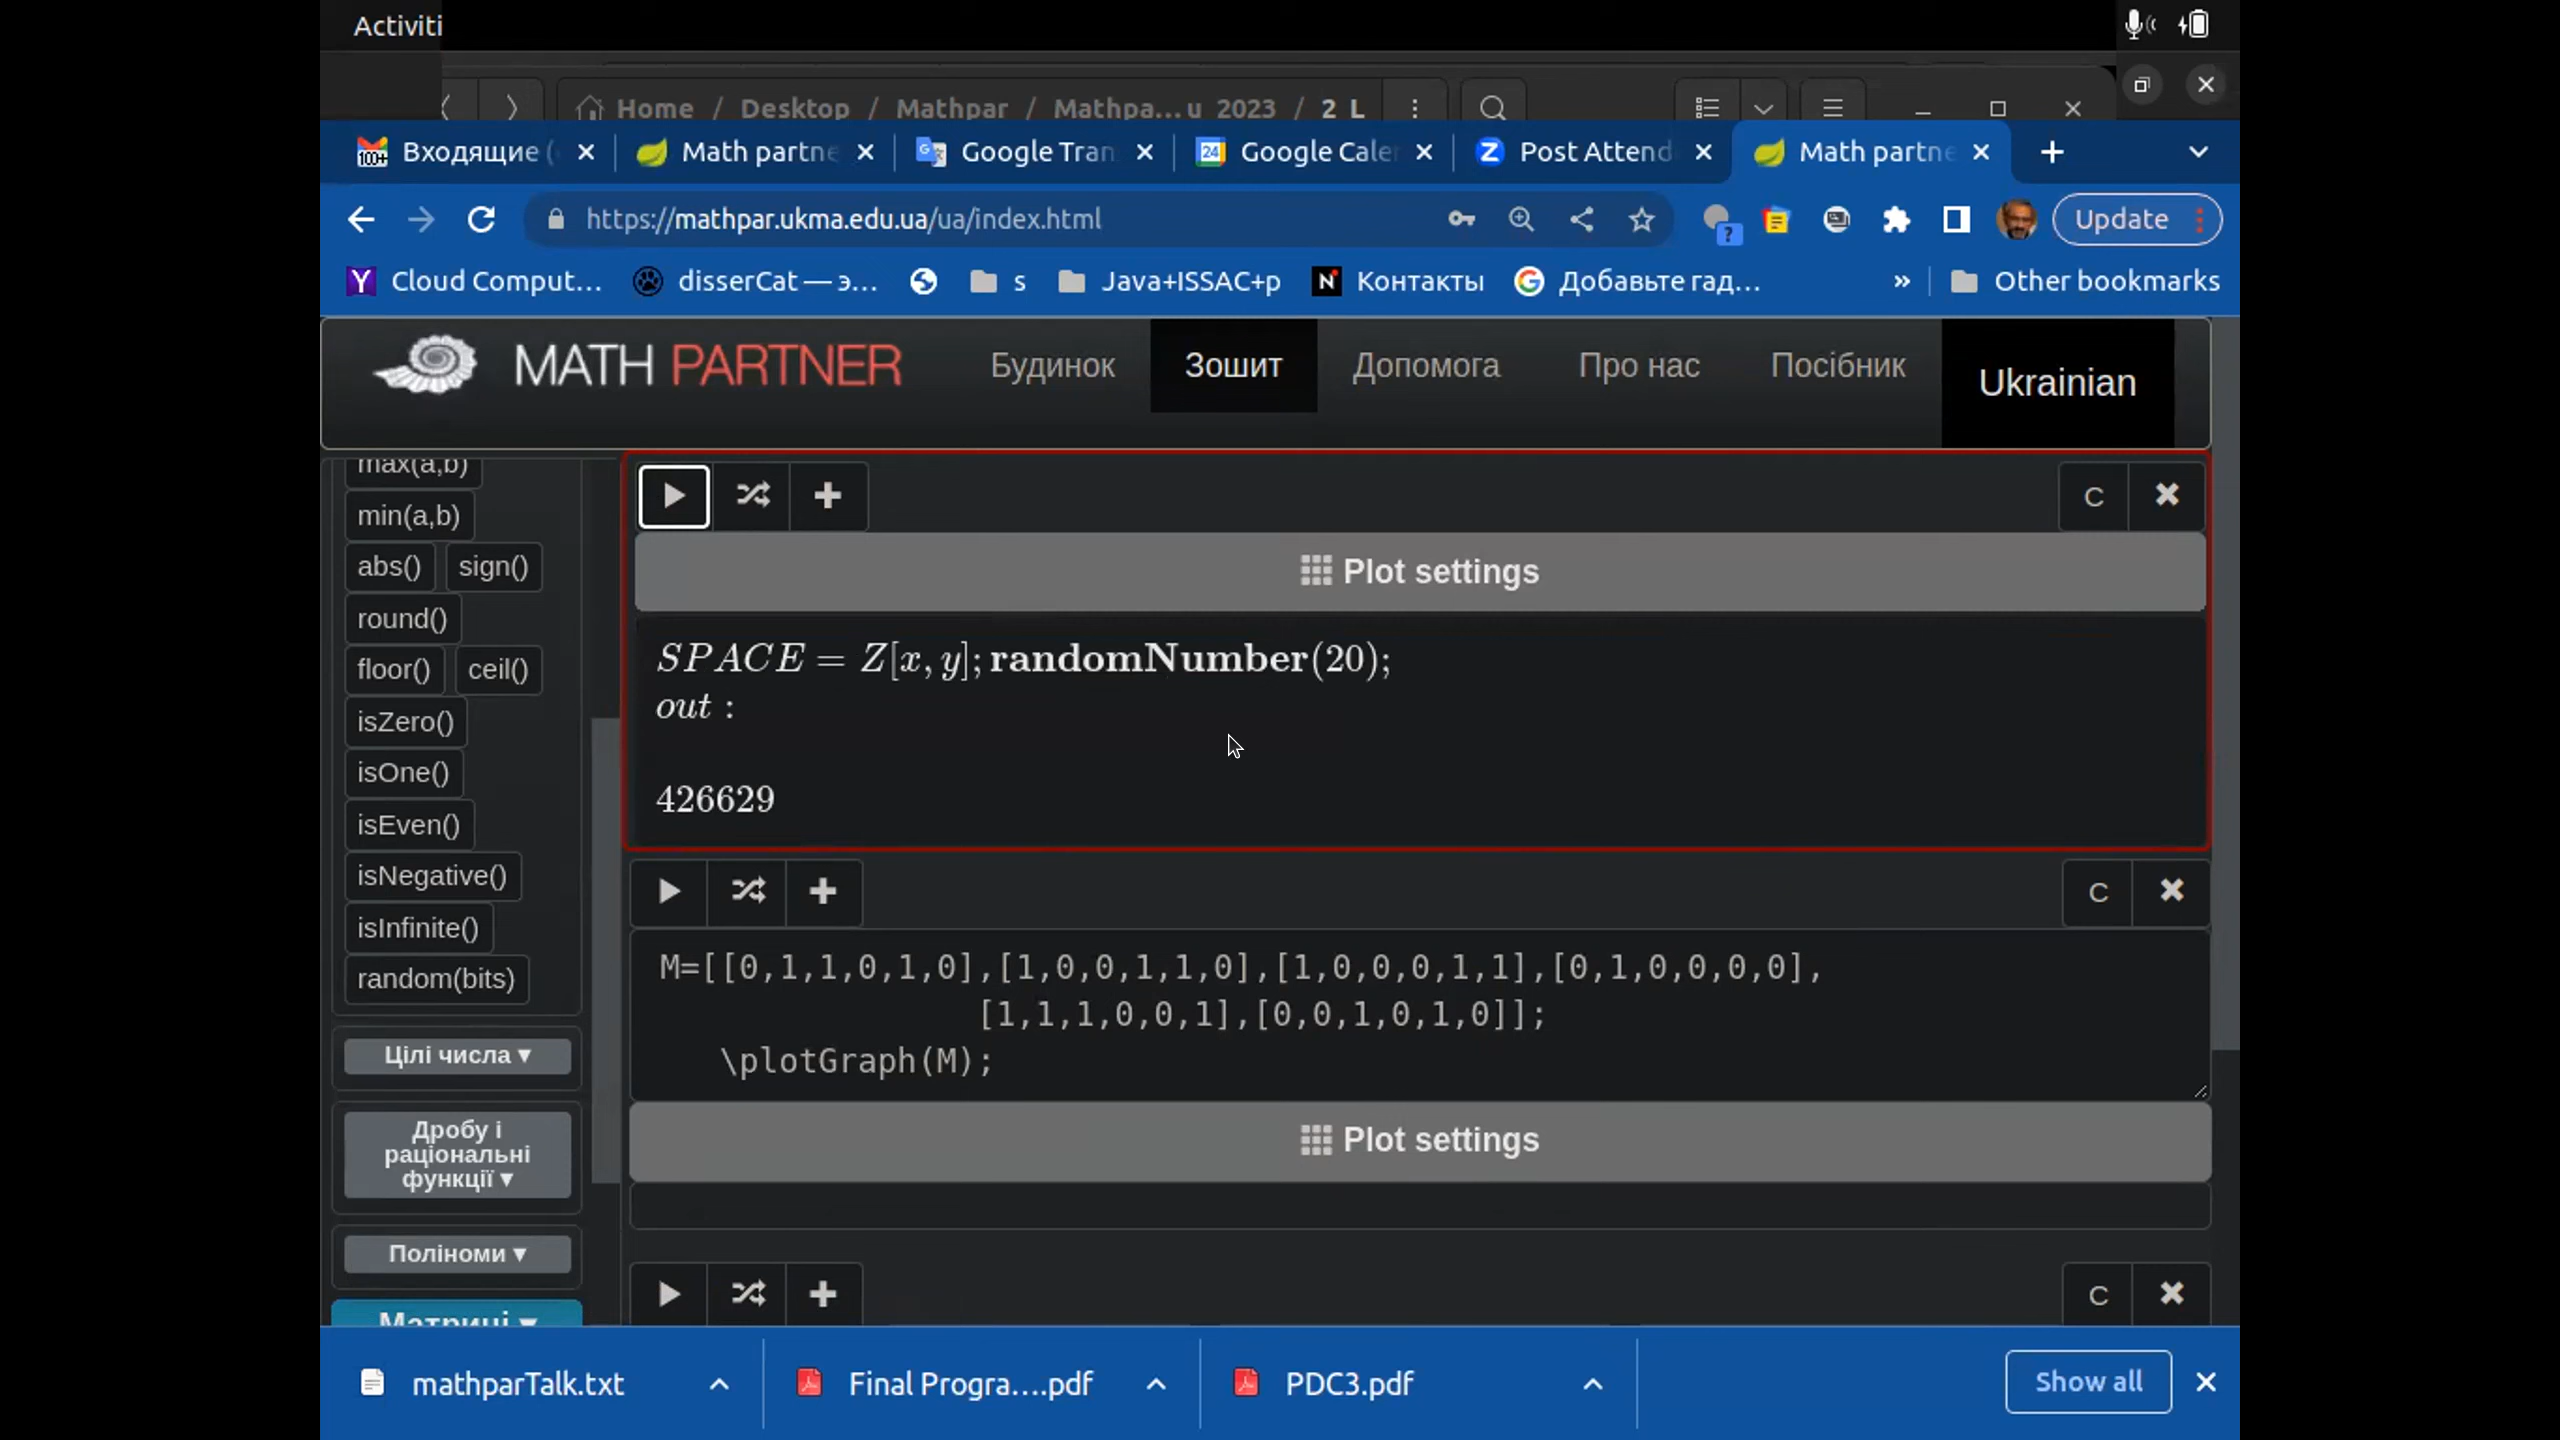 Activiti
Home / Desktop / Mathpar / Mathpa...u 2023 / 2 L
Входящие (
Math partne
Google Tran
Google Caler
Post Attend
Math partne
https://mathpar.ukma.edu.ua/ua/index.html
Update
Cloud Comput...
disserCat — э...
s
Java+ISSAC+p
Контакты
Добавьте гад...
»
Other bookmarks
MATH PARTNER
Будинок
Зошит
Допомога
Про нас
Посібник
Ukrainian
max(a,b)
min(a,b)
abs() sign()
round()
floor() ceil()
isZero()
isOne()
isEven()
isNegative()
isInfinite()
random(bits)
Цілі числа ▾
Дробу і
раціональні
функції ▾
Поліноми ▾
Матриці ▾
C
Plot settings
SPACE = Z[x, y]; randomNumber(20);
out :
426629
C
M=[[0,1,1,0,1,0],[1,0,0,1,1,0],[1,0,0,0,1,1],[0,1,0,0,0,0],
[1,1,1,0,0,1],[0,0,1,0,1,0]];
\plotGraph(M);
Plot settings
C
mathparTalk.txt
Final Progra....pdf
PDC3.pdf
Show all